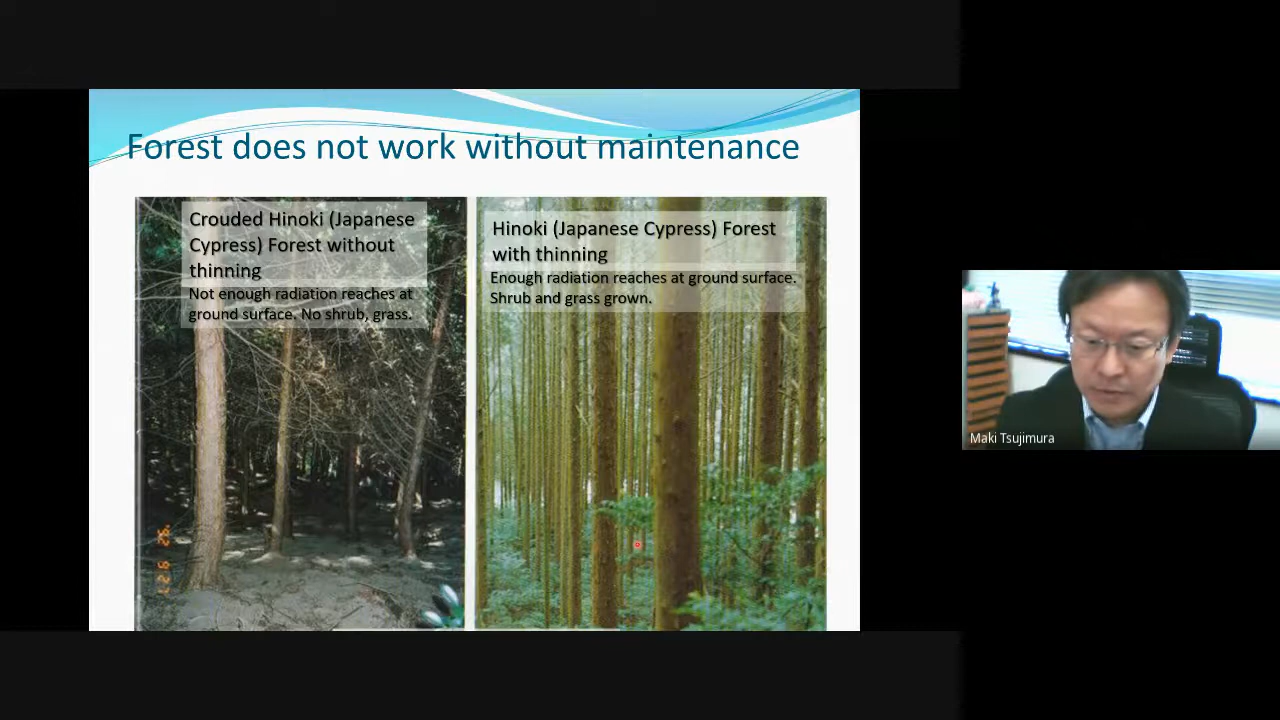 Forest does not work without maintenance
Crouded Hinoki (Japanese
Cypress) Forest without
thinning
Not enough radiation reaches at
ground surface. No shrub, grass.
Hinoki (Japanese Cypress) Forest
with thinning
Enough radiation reaches at ground surface.
Shrub and grass grown.
Maki Tsujimura